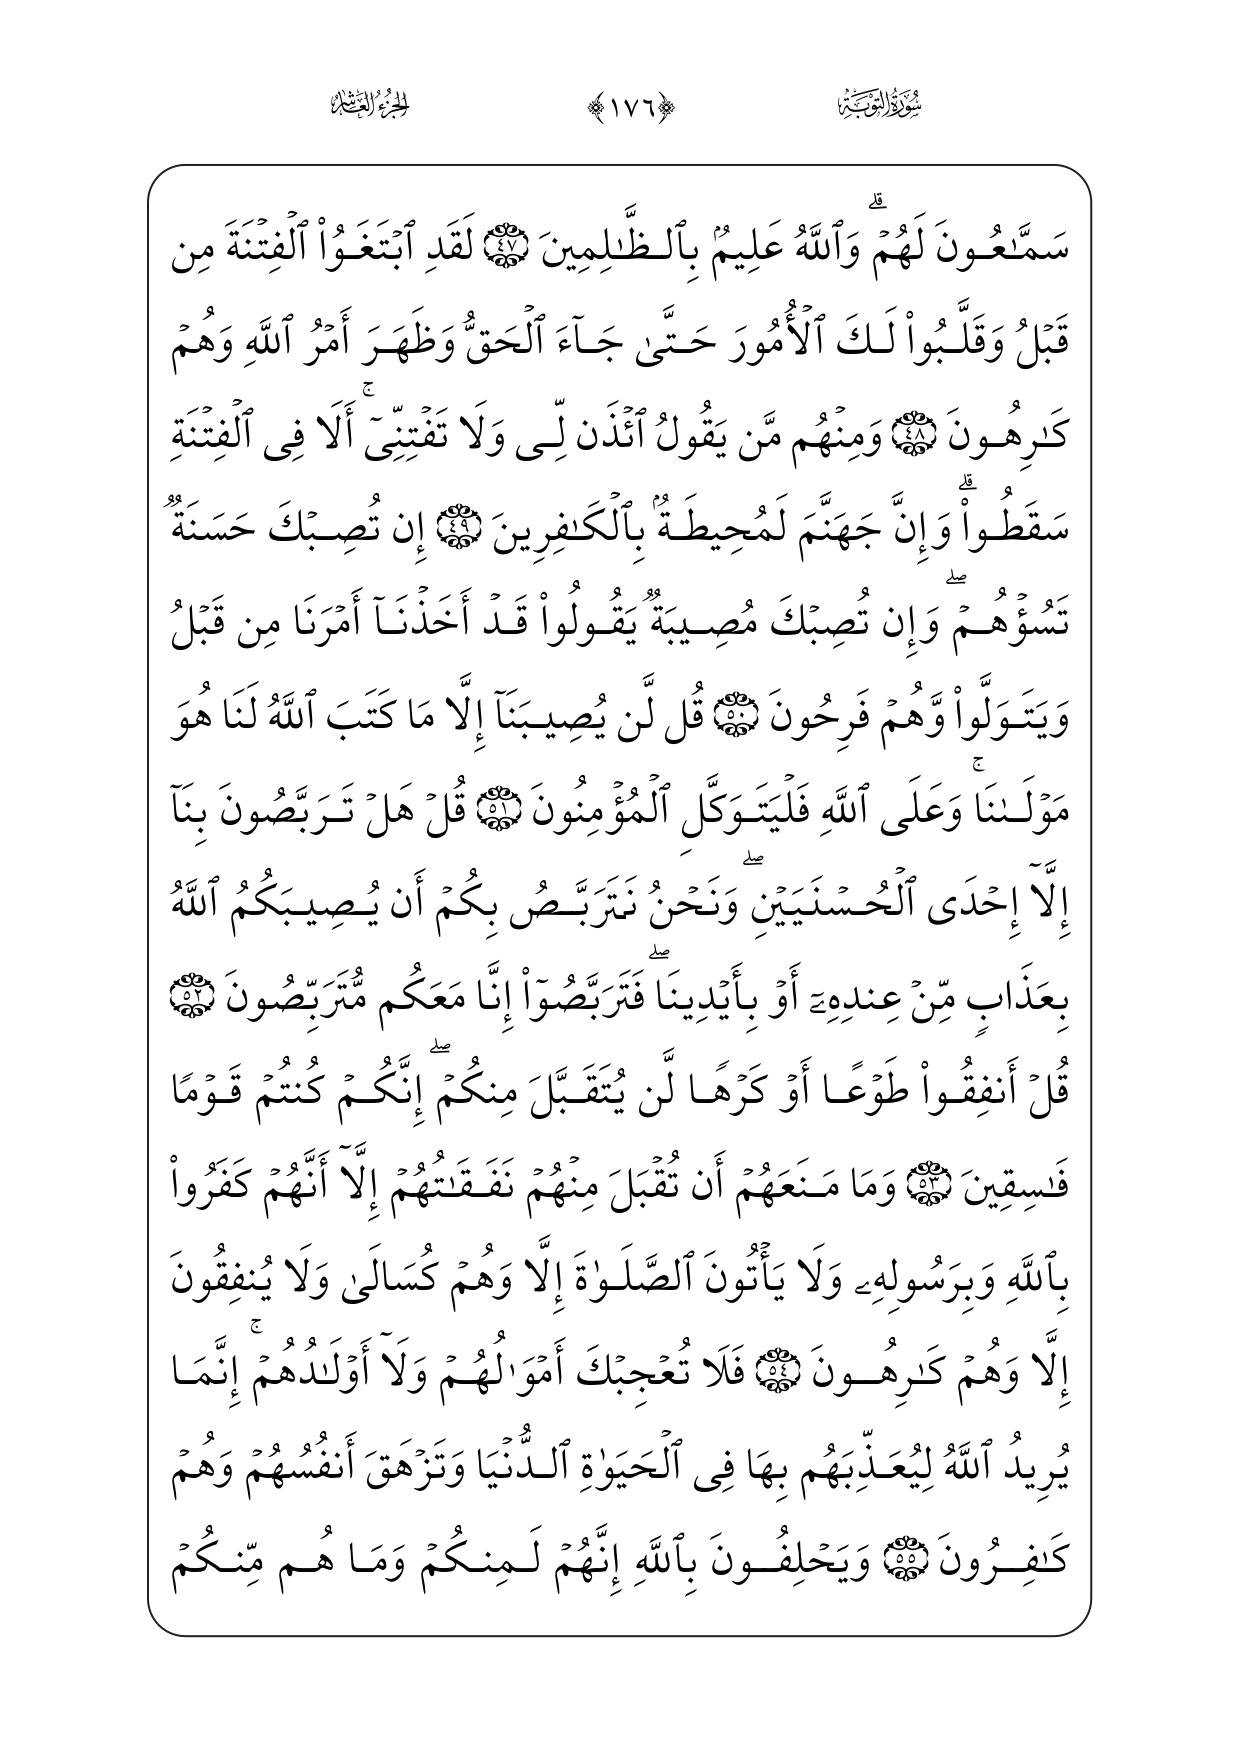 سُورَةُ التَّوْبَةِ ﴿١٧٦﴾ الجُزْءُ العَاشِرُ
سَمَّـٰعُونَ لَهُمۡۗ وَٱللَّهُ عَلِيمُۢ بِٱلظَّـٰلِمِينَ ٤٧ لَقَدِ ٱبۡتَغَوُاْ ٱلۡفِتۡنَةَ مِن
قَبۡلُ وَقَلَّبُواْ لَكَ ٱلۡأُمُورَ حَتَّىٰ جَآءَ ٱلۡحَقُّ وَظَهَرَ أَمۡرُ ٱللَّهِ وَهُمۡ
كَـٰرِهُونَ ٤٨ وَمِنۡهُم مَّن يَقُولُ ٱئۡذَن لِّى وَلَا تَفۡتِنِّىٓۚ أَلَا فِى ٱلۡفِتۡنَةِ
سَقَطُواْۗ وَإِنَّ جَهَنَّمَ لَمُحِيطَةُۢ بِٱلۡكَـٰفِرِينَ ٤٩ إِن تُصِبۡكَ حَسَنَةٌ
تَسُؤۡهُمۡۖ وَإِن تُصِبۡكَ مُصِيبَةٌ يَقُولُواْ قَدۡ أَخَذۡنَآ أَمۡرَنَا مِن قَبۡلُ
وَيَتَوَلَّواْ وَّهُمۡ فَرِحُونَ ٥٠ قُل لَّن يُصِيبَنَآ إِلَّا مَا كَتَبَ ٱللَّهُ لَنَا هُوَ
مَوۡلَـٰنَاۚ وَعَلَى ٱللَّهِ فَلۡيَتَوَكَّلِ ٱلۡمُؤۡمِنُونَ ٥١ قُلۡ هَلۡ تَرَبَّصُونَ بِنَآ
إِلَّآ إِحۡدَى ٱلۡحُسۡنَيَيۡنِۖ وَنَحۡنُ نَتَرَبَّصُ بِكُمۡ أَن يُصِيبَكُمُ ٱللَّهُ
بِعَذَابٍ مِّنۡ عِندِهِۦٓ أَوۡ بِأَيۡدِينَاۖ فَتَرَبَّصُوٓاْ إِنَّا مَعَكُم مُّتَرَبِّصُونَ ٥٢
قُلۡ أَنفِقُواْ طَوۡعًا أَوۡ كَرۡهًا لَّن يُتَقَبَّلَ مِنكُمۡۖ إِنَّكُمۡ كُنتُمۡ قَوۡمًا
فَـٰسِقِينَ ٥٣ وَمَا مَنَعَهُمۡ أَن تُقۡبَلَ مِنۡهُمۡ نَفَقَـٰتُهُمۡ إِلَّآ أَنَّهُمۡ كَفَرُواْ
بِٱللَّهِ وَبِرَسُولِهِۦ وَلَا يَأۡتُونَ ٱلصَّلَوٰةَ إِلَّا وَهُمۡ كُسَالَىٰ وَلَا يُنفِقُونَ
إِلَّا وَهُمۡ كَـٰرِهُونَ ٥٤ فَلَا تُعۡجِبۡكَ أَمۡوَٰلُهُمۡ وَلَآ أَوۡلَـٰدُهُمۡۚ إِنَّمَا
يُرِيدُ ٱللَّهُ لِيُعَذِّبَهُم بِهَا فِى ٱلۡحَيَوٰةِ ٱلدُّنۡيَا وَتَزۡهَقَ أَنفُسُهُمۡ وَهُمۡ
كَـٰفِرُونَ ٥٥ وَيَحۡلِفُونَ بِٱللَّهِ إِنَّهُمۡ لَمِنكُمۡ وَمَا هُم مِّنكُمۡ